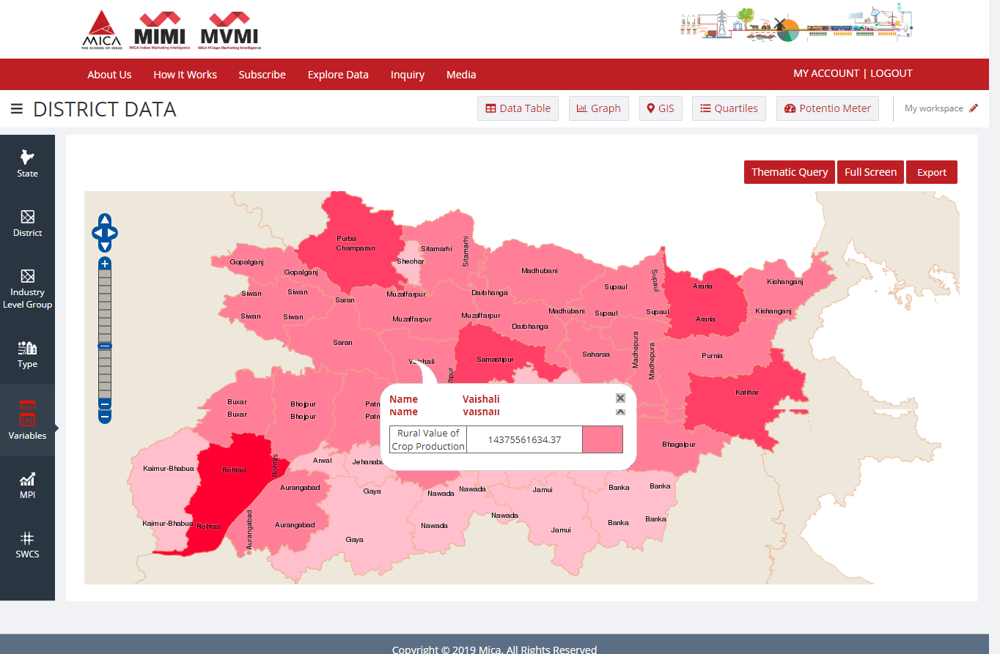 MICA
THE SCHOOL OF IDEAS
MIMI
MICA Indian Marketing Intelligence
MVMI
MICA Village Marketing Intelligence
About Us
How It Works
Subscribe
Explore Data
Inquiry
Media
MY ACCOUNT | LOGOUT
DISTRICT DATA
Data Table
Graph
GIS
Quartiles
Potentio Meter
My workspace
State
District
Industry
Level Group
Type
Variables
MPI
SWCS
Thematic Query
Full Screen
Export
Purba
Champaran
Sheohar
Sitamarhi
Sitamarhi
Gopalganj
Gopalganj
Madhubani
Supaul
Supaul
Araria
Kishanganj
Siwan
Siwan
Saran
Muzaffarpur
Darbhanga
Siwan
Siwan
Muzaffarpur
Muzaffarpur
Madhubani
Supaul
Supaul
Araria
Kishanganj
Darbhanga
Saran
Samastipur
Saharsa
Madhepura
Madhepura
Purnia
Vaishali
tipur
Katihar
Buxar
Bhojpur
Patn
Buxar
Bhojpur
Patn
Name Vaishali
Name Vaishali
Rural Value of
Crop Production
14375561634.37
Bhagalpur
Kaimur-Bhabua
Rohtas
Rohtas
Arwal
Jehanaba
Aurangabad
Gaya
Nawada
Nawada
Jamui
Banka
Banka
Kaimur-Bhabua
Rohtas
Aurangabad
Aurangabad
Gaya
Nawada
Nawada
Jamui
Banka
Banka
Copyright © 2019 Mica. All Rights Reserved